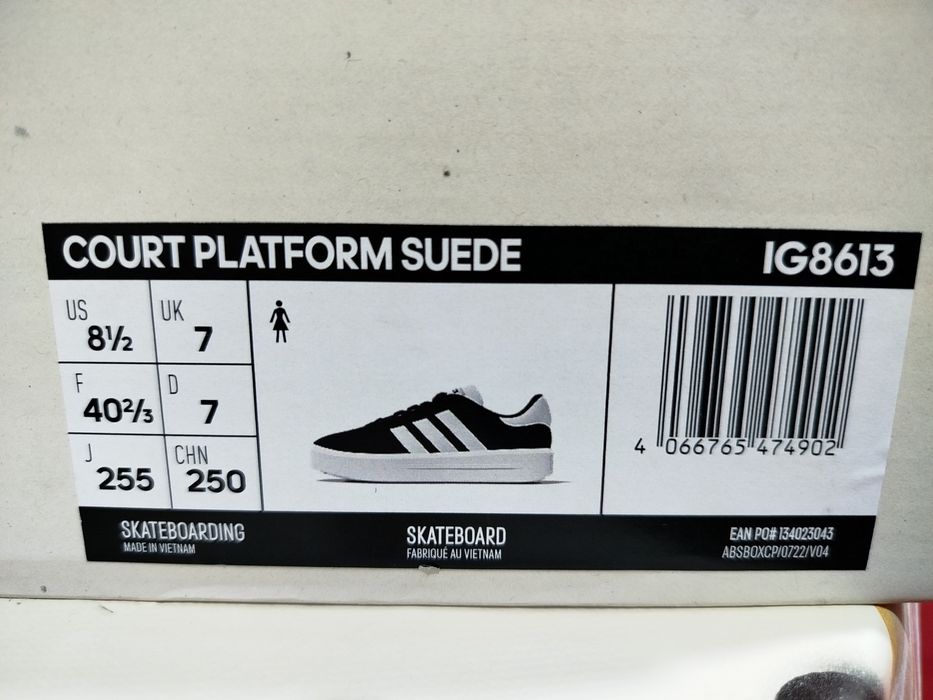 COURT PLATFORM SUEDE IG8613
US 8½ UK 7
F 40⅔ D 7
J 255 CHN 250
4 066765 474902
SKATEBOARDING
MADE IN VIETNAM
SKATEBOARD
FABRIQUÉ AU VIETNAM
EAN PO# 134023043
ABSBOXCP/0722/V04